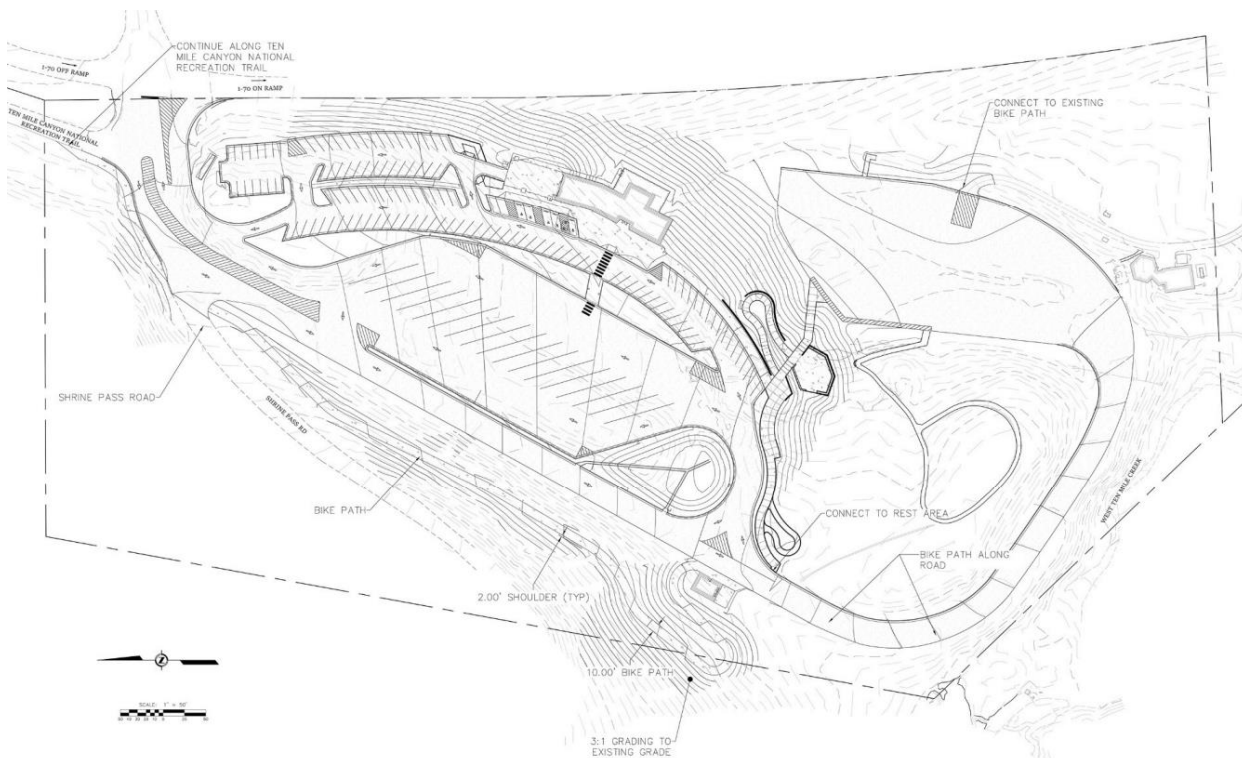 CONTINUE ALONG TEN
MILE CANYON NATIONAL
RECREATION TRAIL
I-70 OFF RAMP
I-70 ON RAMP
TEN MILE CANYON NATIONAL
RECREATION TRAIL
CONNECT TO EXISTING
BIKE PATH
SHRINE PASS ROAD
SHRINE PASS RD
BIKE PATH
CONNECT TO REST AREA
WEST TEN MILE CREEK
BIKE PATH ALONG
ROAD
2.00' SHOULDER (TYP)
10.00' BIKE PATH
3:1 GRADING TO
EXISTING GRADE
Z
SCALE: 1" = 50'